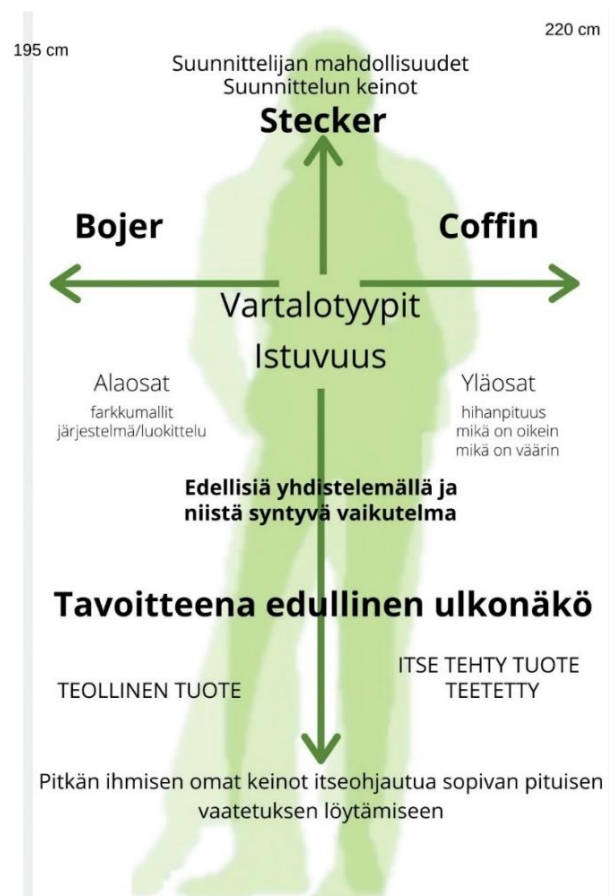 195 cm
220 cm
Suunnittelijan mahdollisuudet
Suunnittelun keinot
Stecker
Bojer
Coffin
Vartalotyypit
Istuvuus
Alaosat
farkkumallit
järjestelmä/luokittelu
Yläosat
hihanpituus
mikä on oikein
mikä on väärin
Edellisiä yhdistelemällä ja
niistä syntyvä vaikutelma
Tavoitteena edullinen ulkonäkö
TEOLLINEN TUOTE
ITSE TEHTY TUOTE
TEETETTY
Pitkän ihmisen omat keinot itseohjautua sopivan pituisen
vaatetuksen löytämiseen